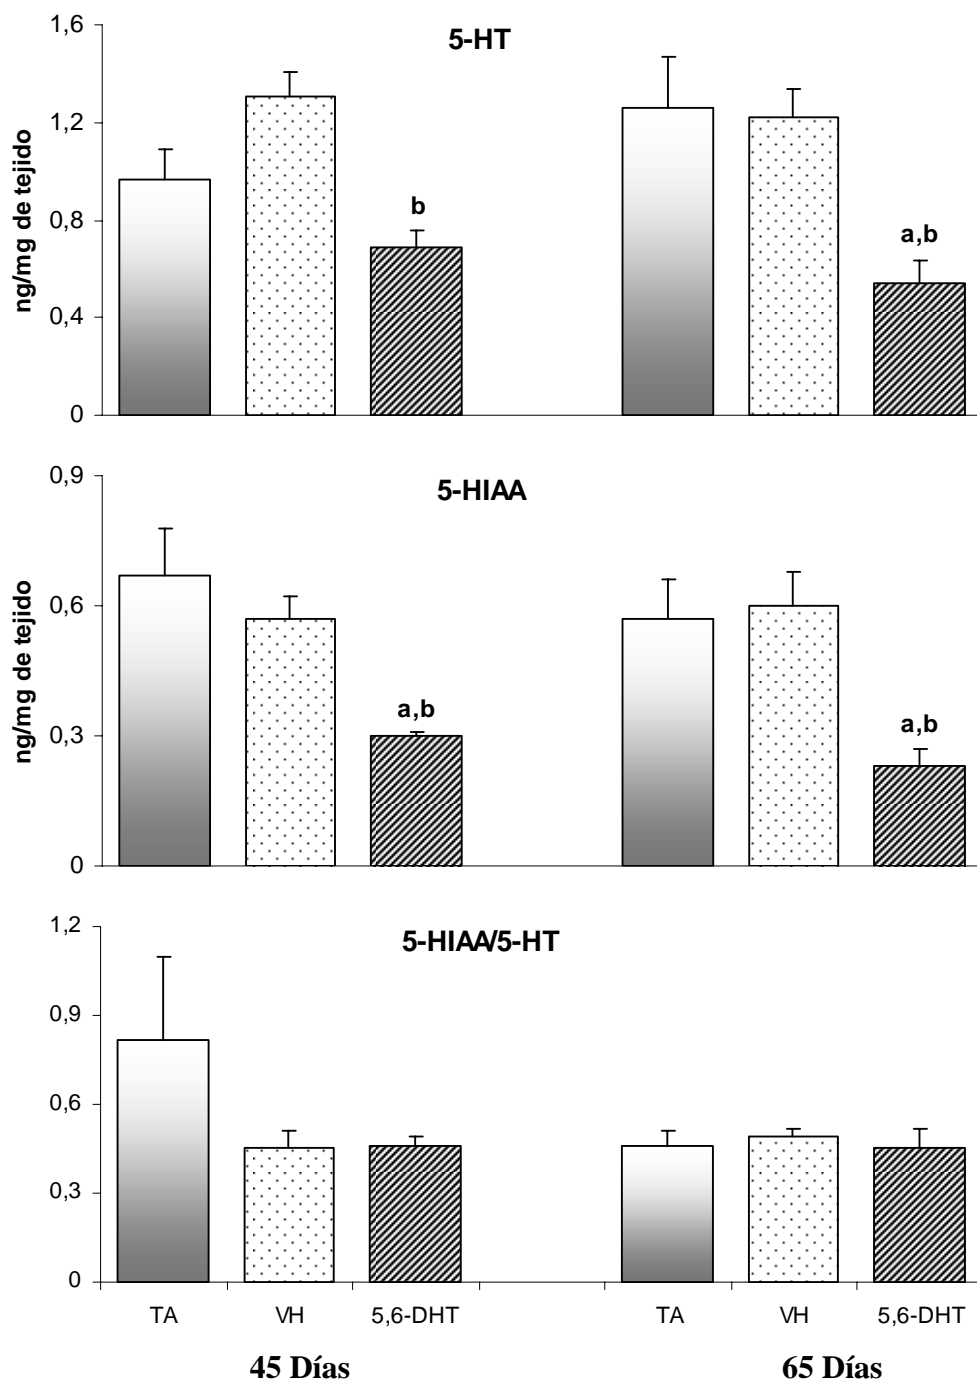 5-HT
ng/mg de tejido
1,6
1,2
0,8
0,4
0
b
a,b
5-HIAA
ng/mg de tejido
0,9
0,6
0,3
0
a,b
a,b
5-HIAA/5-HT
1,2
0,9
0,6
0,3
0
TA VH 5,6-DHT TA VH 5,6-DHT
45 Días 65 Días